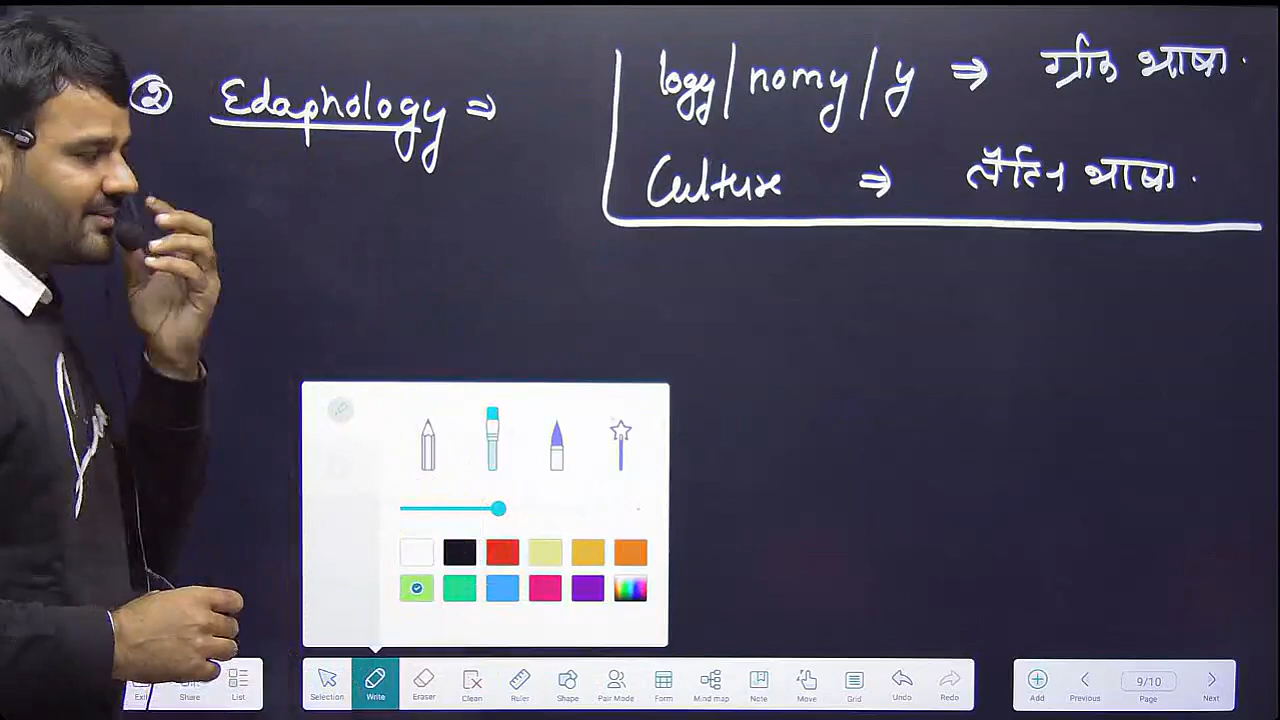 ② Edaphology ⇒
logy / nomy / y ⇒ ग्रीक भाषा.
Culture ⇒ लैटिन भाषा.
Exit Share List
Selection Write Eraser Clean Ruler Shape Pair Mode Form Mind map Note Move Grid Undo Redo
Add Previous 9/10 Page Next